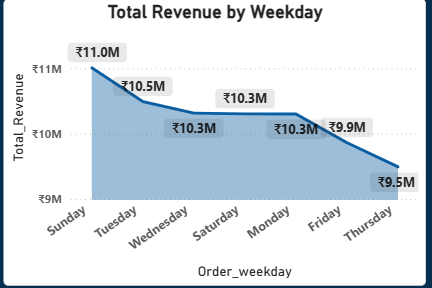 Total Revenue by Weekday
₹11.0M
₹11M
₹10.5M
₹10.3M
₹10.3M
₹10.3M
₹9.9M
₹10M
₹9.5M
₹9M
Total_Revenue
Sunday
Tuesday
Wednesday
Saturday
Monday
Friday
Thursday
Order_weekday